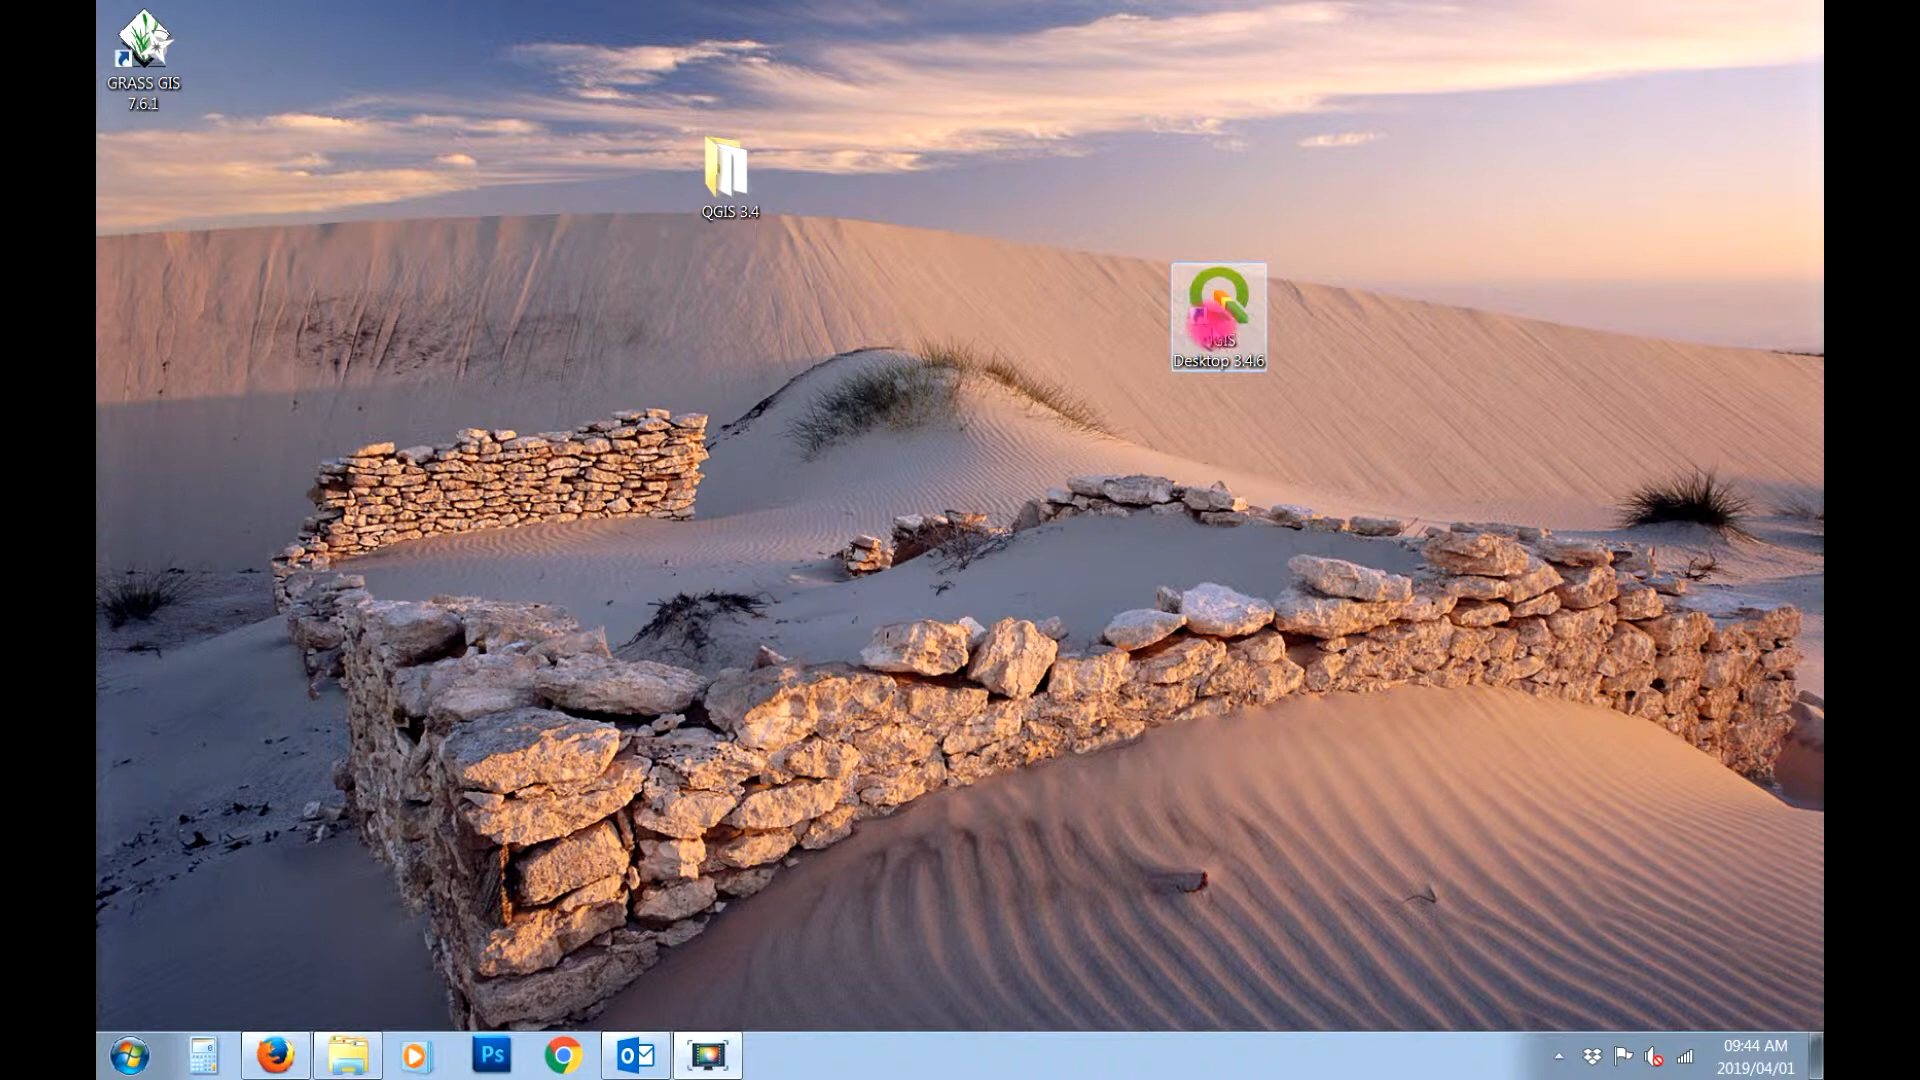 GRASS GIS
7.6.1
QGIS 3.4
QGIS
Desktop 3.4.6
Ps
09:44 AM
2019/04/01